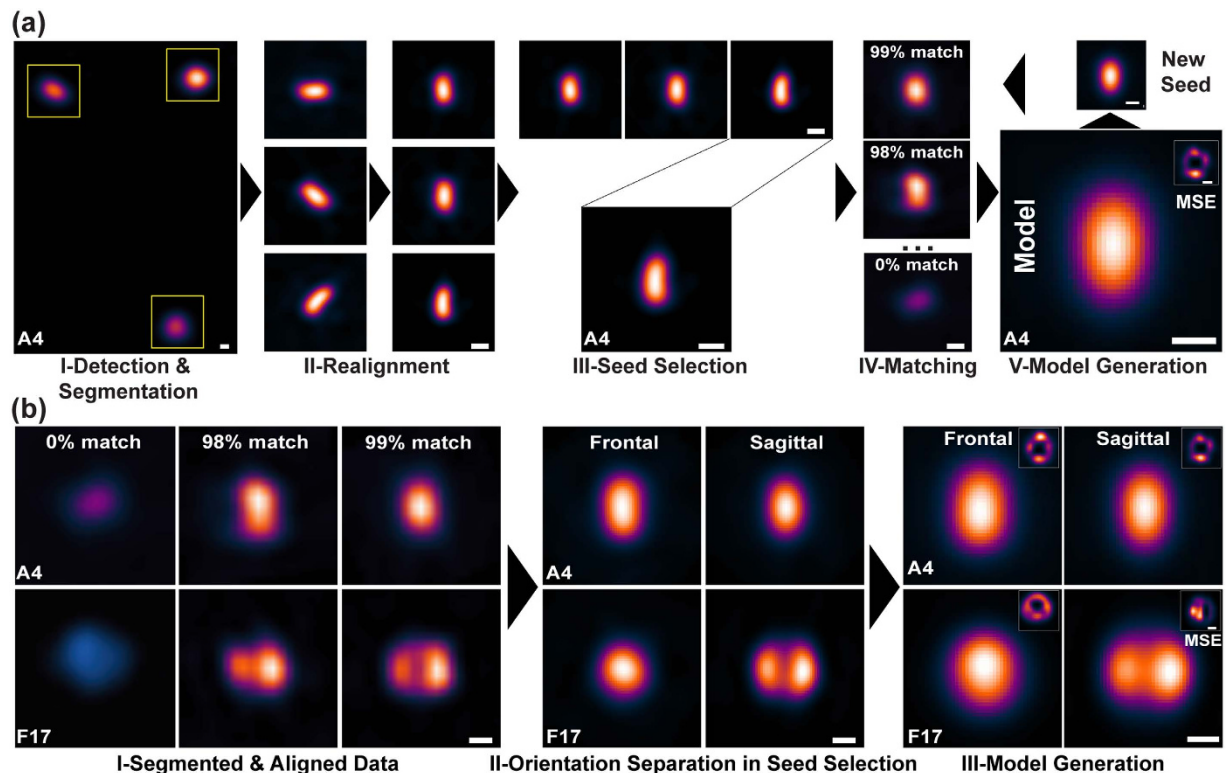 (a)
A4
I-Detection &
Segmentation
II-Realignment
A4
III-Seed Selection
99% match
98% match
...
0% match
IV-Matching
New
Seed
MSE
Model
A4
V-Model Generation
(b)
0% match
98% match
99% match
Frontal
Sagittal
Frontal
Sagittal
A4
A4
A4
MSE
F17
F17
F17
I-Segmented & Aligned Data
II-Orientation Separation in Seed Selection
III-Model Generation